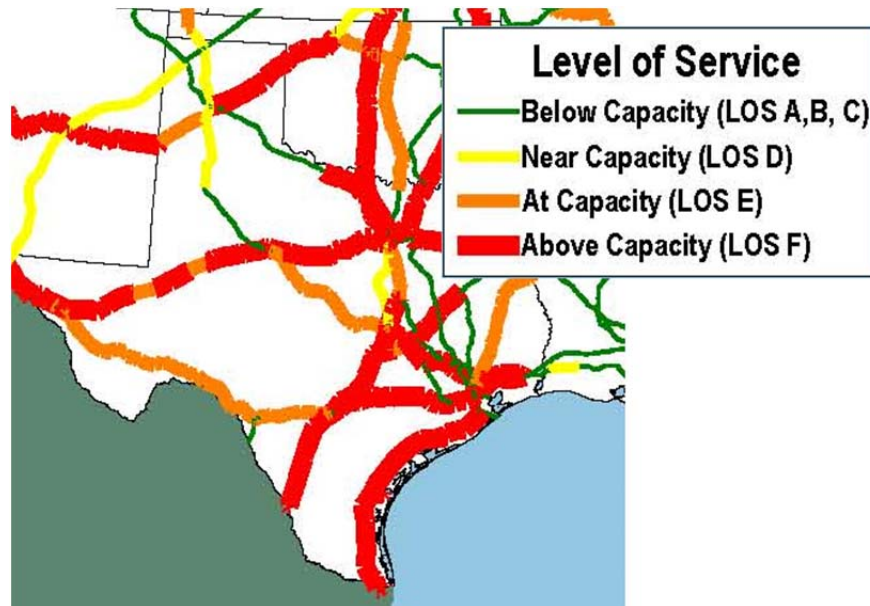 Level of Service
Below Capacity (LOS A,B, C)
Near Capacity (LOS D)
At Capacity (LOS E)
Above Capacity (LOS F)